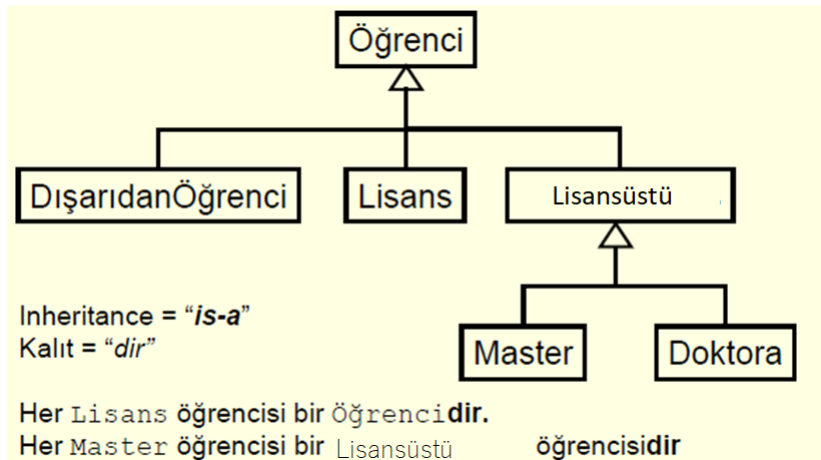 Öğrenci
DışarıdanÖğrenci Lisans Lisansüstü
Inheritance = “is-a”
Kalıt = “dir”
Master Doktora
Her Lisans öğrencisi bir Öğrencidir.
Her Master öğrencisi bir Lisansüstü öğrencisidir